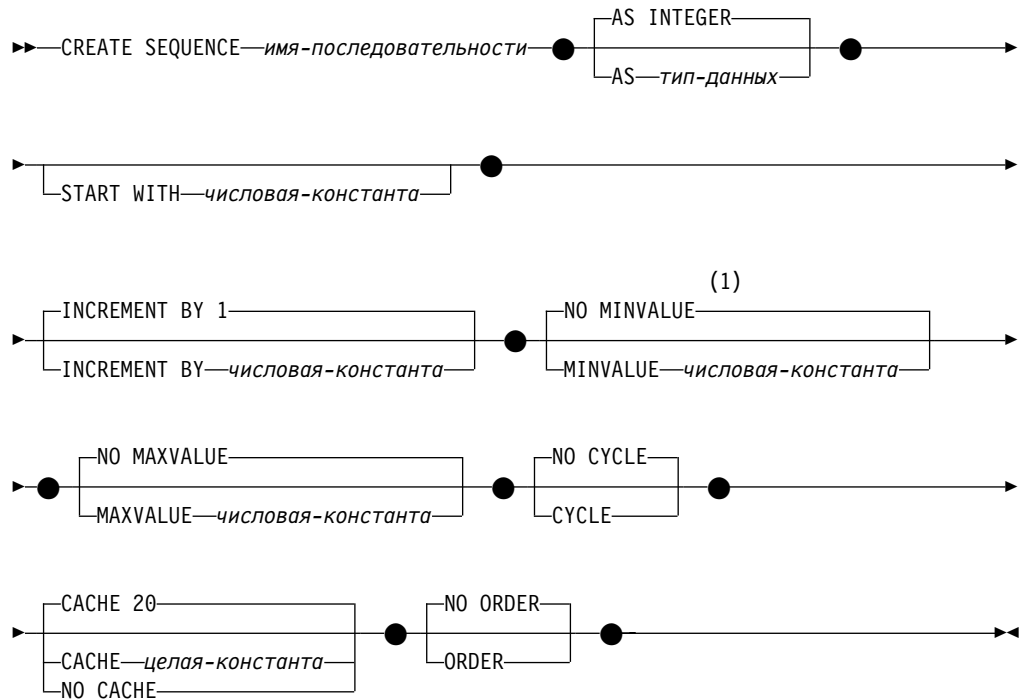 AS INTEGER
CREATE SEQUENCE имя-последовательности
AS тип-данных
START WITH числовая-константа
(1)
INCREMENT BY 1 NO MINVALUE
INCREMENT BY числовая-константа MINVALUE числовая-константа
NO MAXVALUE NO CYCLE
MAXVALUE числовая-константа CYCLE
CACHE 20 NO ORDER
CACHE целая-константа ORDER
NO CACHE